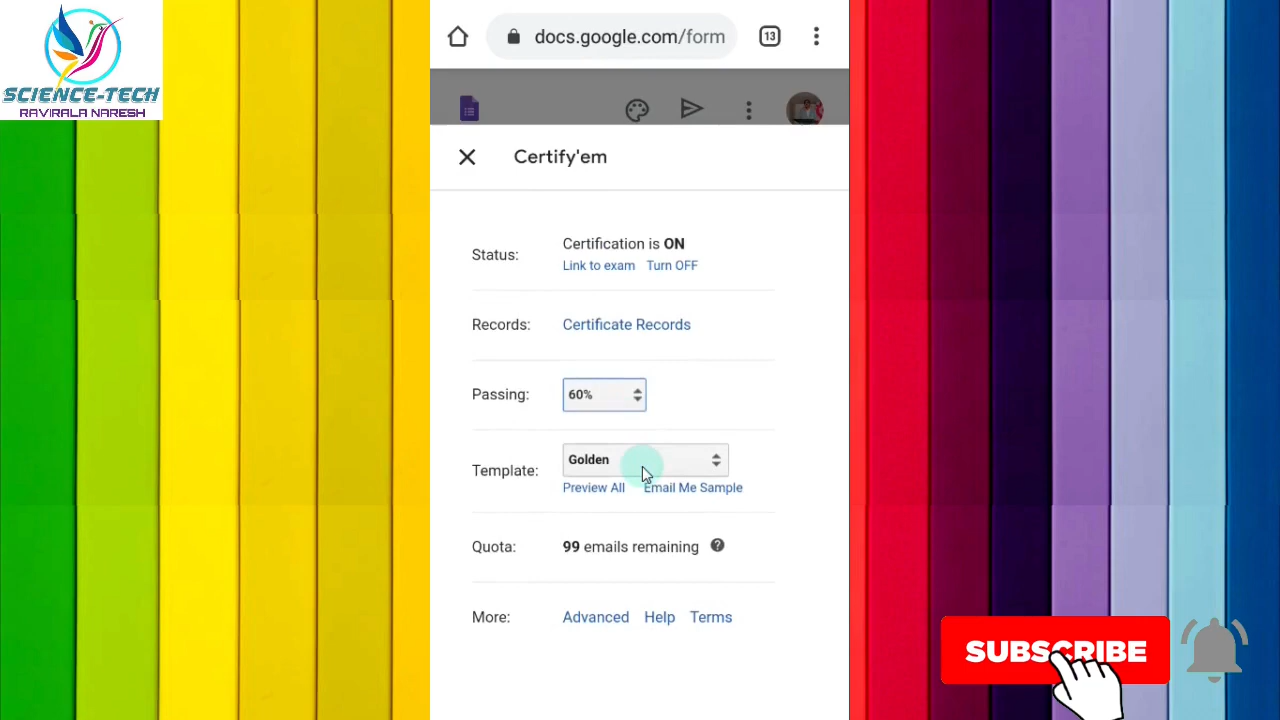 SCIENCE-TECH
RAVIRALA NARESH
docs.google.com/form
13
Certify'em
Status:
Certification is ON
Link to exam Turn OFF
Records:
Certificate Records
Passing:
60%
Template:
Golden
Preview All Email Me Sample
Quota:
99 emails remaining ?
More:
Advanced Help Terms
SUBSCRIBE